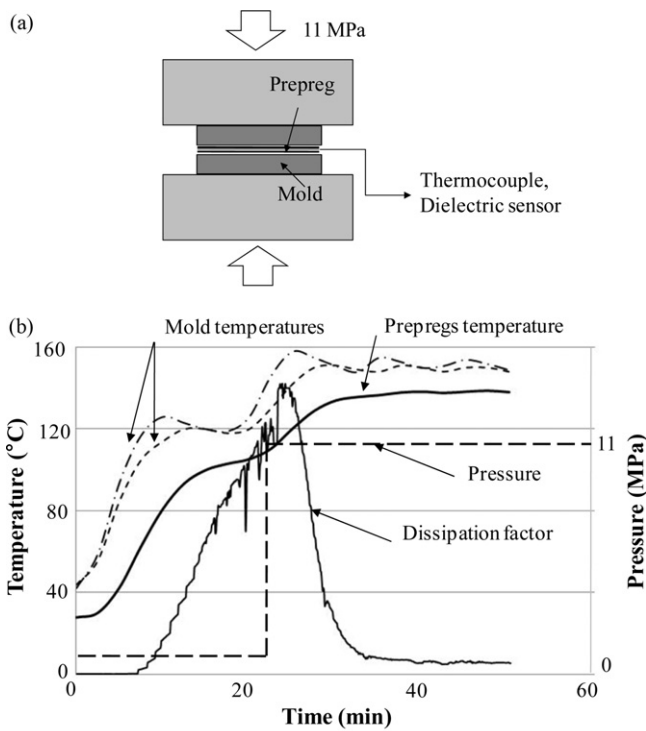 (a)
11 MPa
Prepreg
Mold
Thermocouple,
Dielectric sensor
(b)
Mold temperatures
Prepregs temperature
160
120
80
40
0
Temperature (°C)
11
0
Pressure (MPa)
Pressure
Dissipation factor
0
20
40
60
Time (min)